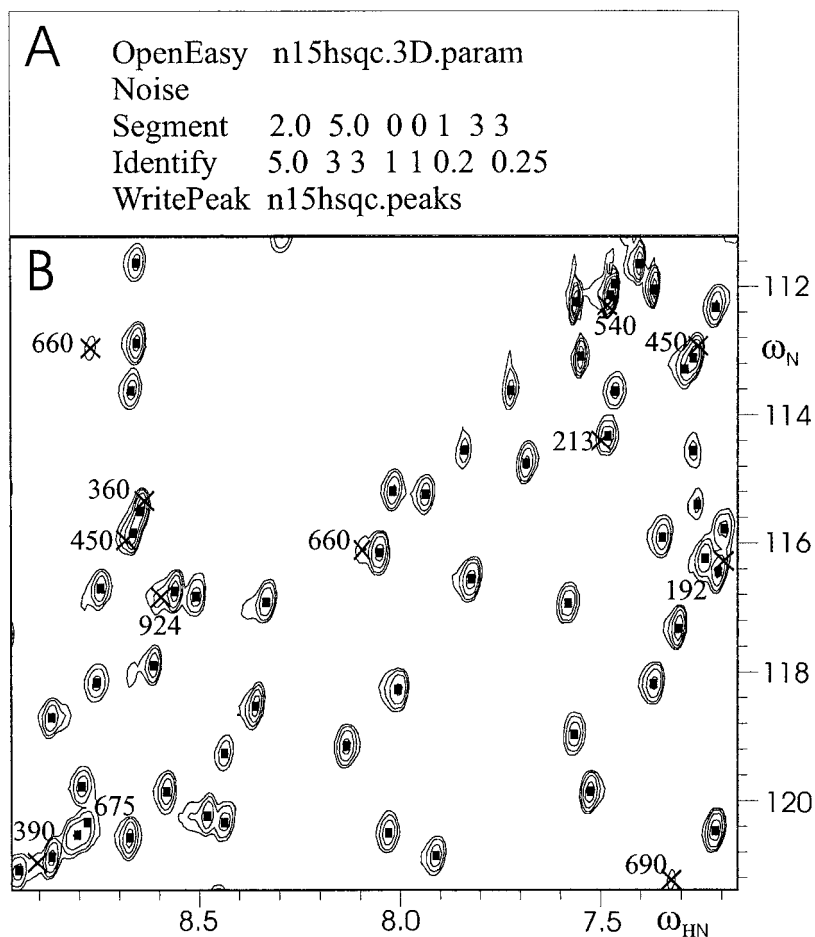 A
OpenEasy n15hsqc.3D.param
Noise
Segment 2.0 5.0 0 0 1 3 3
Identify 5.0 3 3 1 1 0.2 0.25
WritePeak n15hsqc.peaks
B
112
540
660
450
ωN
114
213
360
450
660
116
192
924
118
675
120
390
690
8.5
8.0
7.5
ωHN